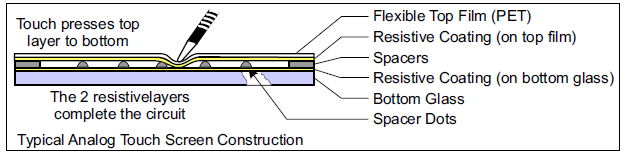 Touch presses top
layer to bottom
Flexible Top Film (PET)
Resistive Coating (on top film)
Spacers
Resistive Coating (on bottom glass)
Bottom Glass
Spacer Dots
The 2 resistivelayers
complete the circuit
Typical Analog Touch Screen Construction